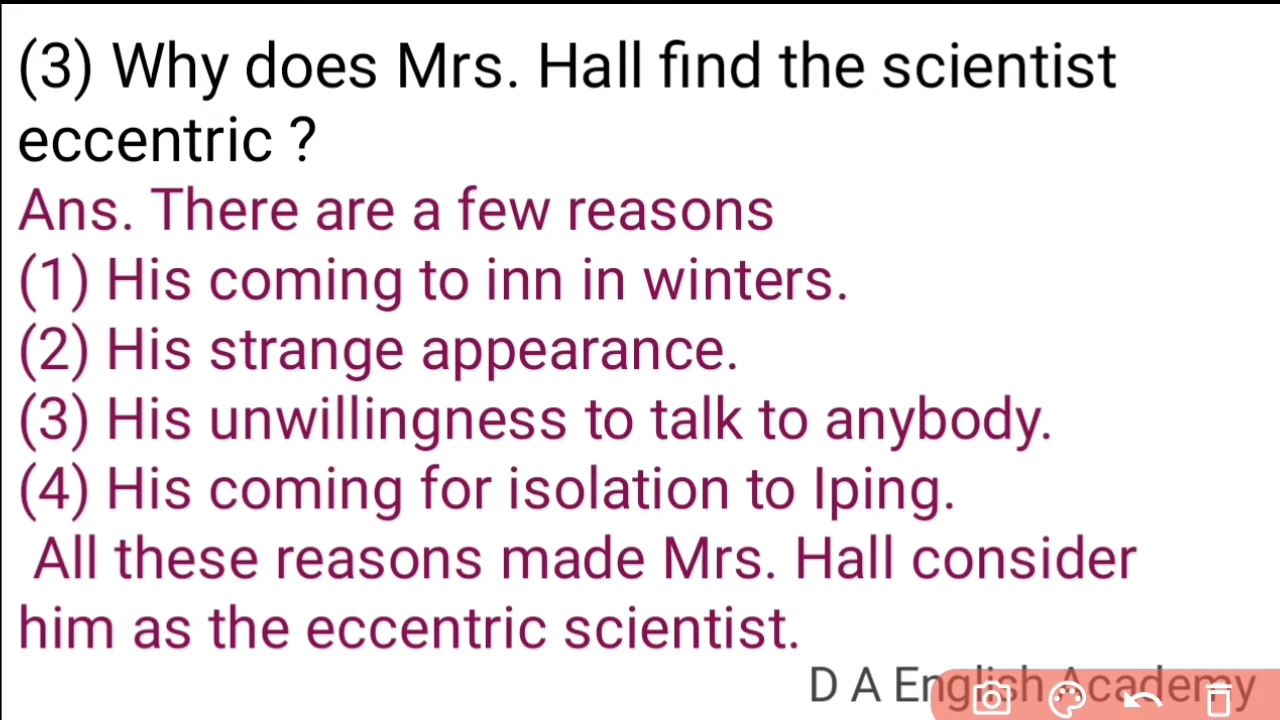 (3) Why does Mrs. Hall find the scientist
eccentric ?
Ans. There are a few reasons
(1) His coming to inn in winters.
(2) His strange appearance.
(3) His unwillingness to talk to anybody.
(4) His coming for isolation to Iping.
All these reasons made Mrs. Hall consider
him as the eccentric scientist.
D A English Academy